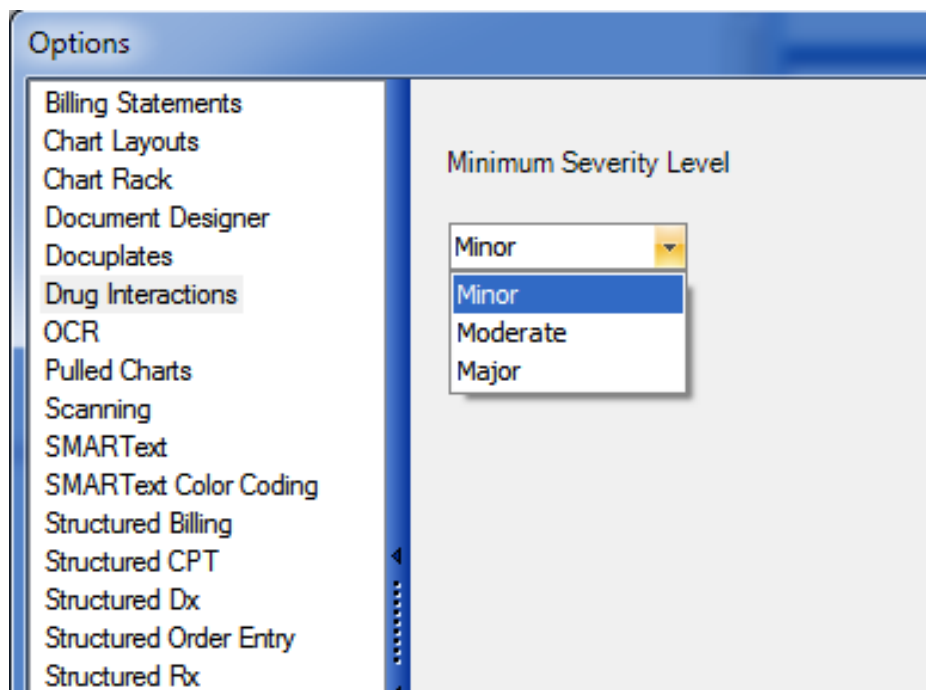 Options
Billing Statements
Chart Layouts
Chart Rack
Document Designer
Docuplates
Drug Interactions
OCR
Pulled Charts
Scanning
SMARText
SMARText Color Coding
Structured Billing
Structured CPT
Structured Dx
Structured Order Entry
Structured Rx
Minimum Severity Level
Minor
Minor
Moderate
Major